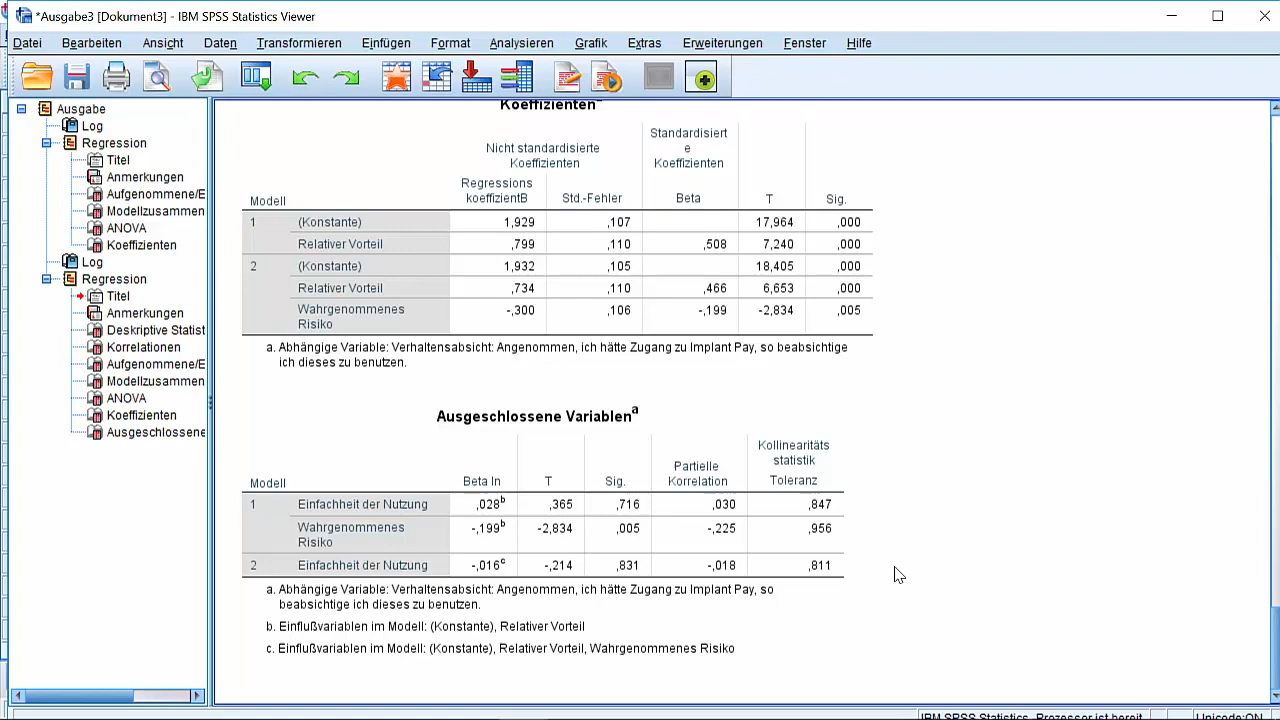 *Ausgabe3 [Dokument3] - IBM SPSS Statistics Viewer
Datei Bearbeiten Ansicht Daten Transformieren Einfügen Format Analysieren Grafik Extras Erweiterungen Fenster Hilfe
Ausgabe
Log
Regression
Titel
Anmerkungen
Aufgenommene/E
Modellzusammen
ANOVA
Koeffizienten
Log
Regression
Titel
Anmerkungen
Deskriptive Statist
Korrelationen
Aufgenommene/E
Modellzusammen
ANOVA
Koeffizienten
Ausgeschlossene
Koeffizienten
Nicht standardisierte
Koeffizienten
Standardisiert
e
Koeffizienten
Modell
Regressions
koeffizientB
Std.-Fehler
Beta
T
Sig.
1 (Konstante) 1,929 ,107 17,964 ,000
Relativer Vorteil ,799 ,110 ,508 7,240 ,000
2 (Konstante) 1,932 ,105 18,405 ,000
Relativer Vorteil ,734 ,110 ,466 6,653 ,000
Wahrgenommenes
Risiko
-,300 ,106 -,199 -2,834 ,005
a. Abhängige Variable: Verhaltensabsicht: Angenommen, ich hätte Zugang zu Implant Pay, so beabsichtige
ich dieses zu benutzen.
Ausgeschlossene Variablen^a
Modell
Beta In
T
Sig.
Partielle
Korrelation
Kollinearitäts
statistik
Toleranz
1 Einfachheit der Nutzung ,028^b ,365 ,716 ,030 ,847
Wahrgenommenes
Risiko
-,199^b -2,834 ,005 -,225 ,956
2 Einfachheit der Nutzung -,016^c -,214 ,831 -,018 ,811
a. Abhängige Variable: Verhaltensabsicht: Angenommen, ich hätte Zugang zu Implant Pay, so
beabsichtige ich dieses zu benutzen.
b. Einflußvariablen im Modell: (Konstante), Relativer Vorteil
c. Einflußvariablen im Modell: (Konstante), Relativer Vorteil, Wahrgenommenes Risiko
IBM SPSS Statistics -Prozessor ist bereit
Unicode:ON